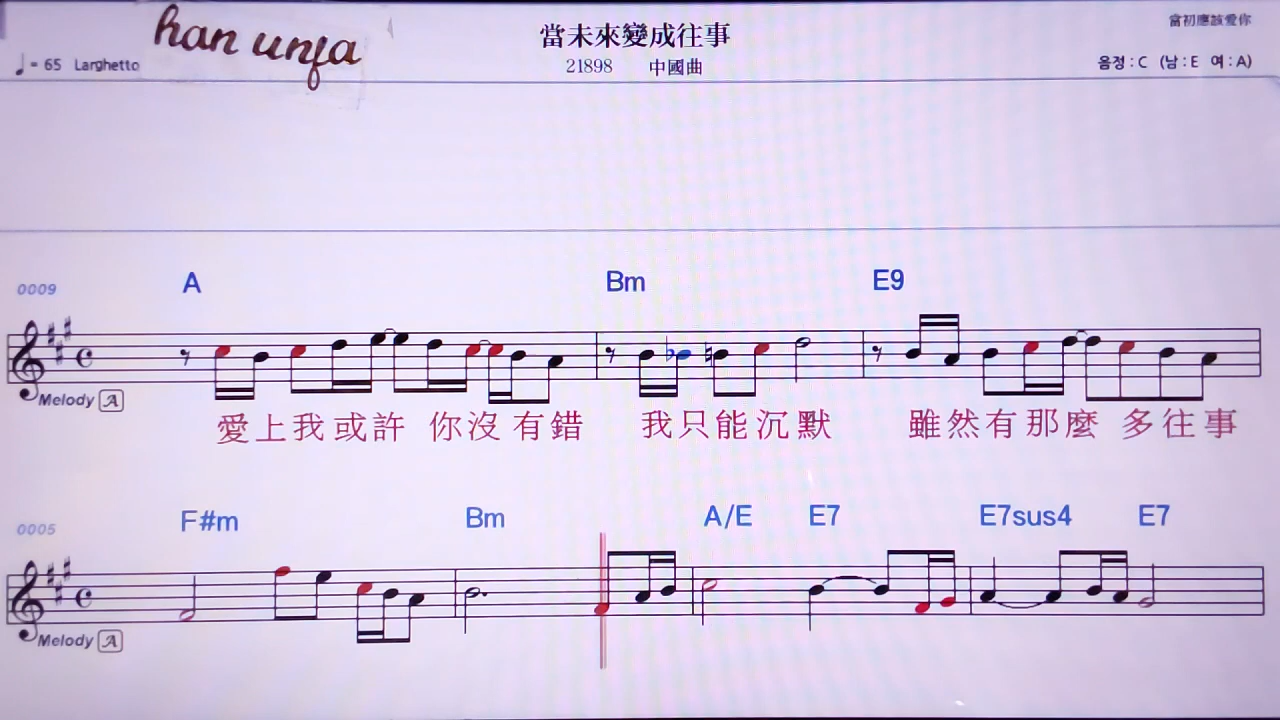 han unfa
當未來變成往事
當初應該爱你
♩= 65 Larghetto
21898 中國曲
음정 : C (남 : E 여 : A)
0009 A Bm E9
Melody A
愛上我或許 你沒有錯 我只能沉默 雖然有那麼 多往事
0005 F#m Bm A/E E7 E7sus4 E7
Melody A